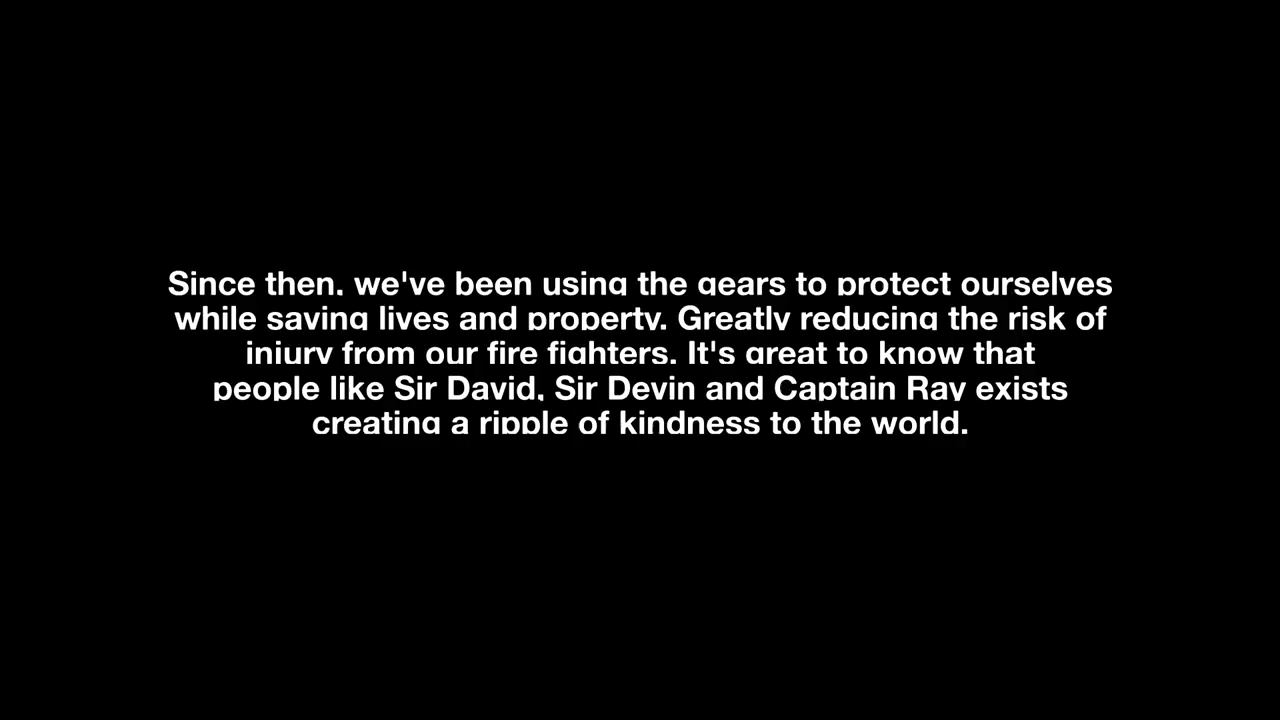 Since then, we've been using the gears to protect ourselves
while saving lives and property. Greatly reducing the risk of
injury from our fire fighters. It's great to know that
people like Sir David, Sir Devin and Captain Ray exists
creating a ripple of kindness to the world.